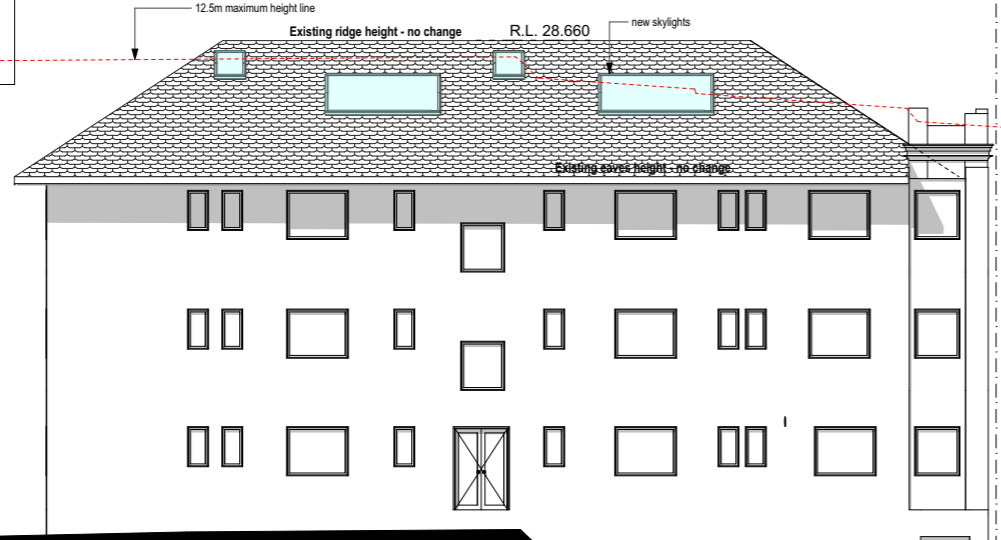 12.5m maximum height line
Existing ridge height - no change
R.L. 28.660
new skylights
Existing eaves height - no change